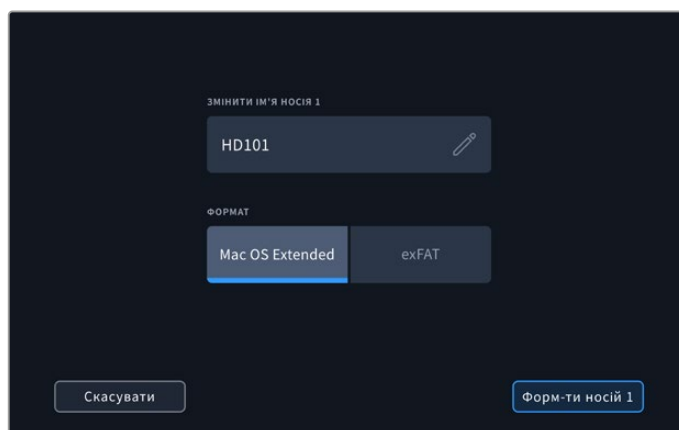 ЗМІНИТИ ІМ'Я НОСІЯ 1
HD101
ФОРМАТ
Mac OS Extended
exFAT
Скасувати
Форм-ти носій 1